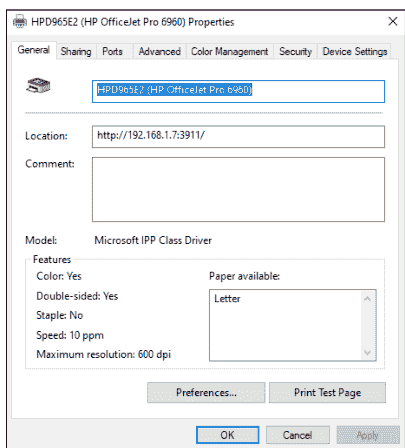 HPD965E2 (HP OfficeJet Pro 6960) Properties
General Sharing Ports Advanced Color Management Security Device Settings
HPD965E2 (HP OfficeJet Pro 6960)
Location: http://192.168.1.7:3911/
Comment:
Model: Microsoft IPP Class Driver
Features
Color: Yes Paper available:
Double-sided: Yes Letter
Staple: No
Speed: 10 ppm
Maximum resolution: 600 dpi
Preferences... Print Test Page
OK Cancel Apply